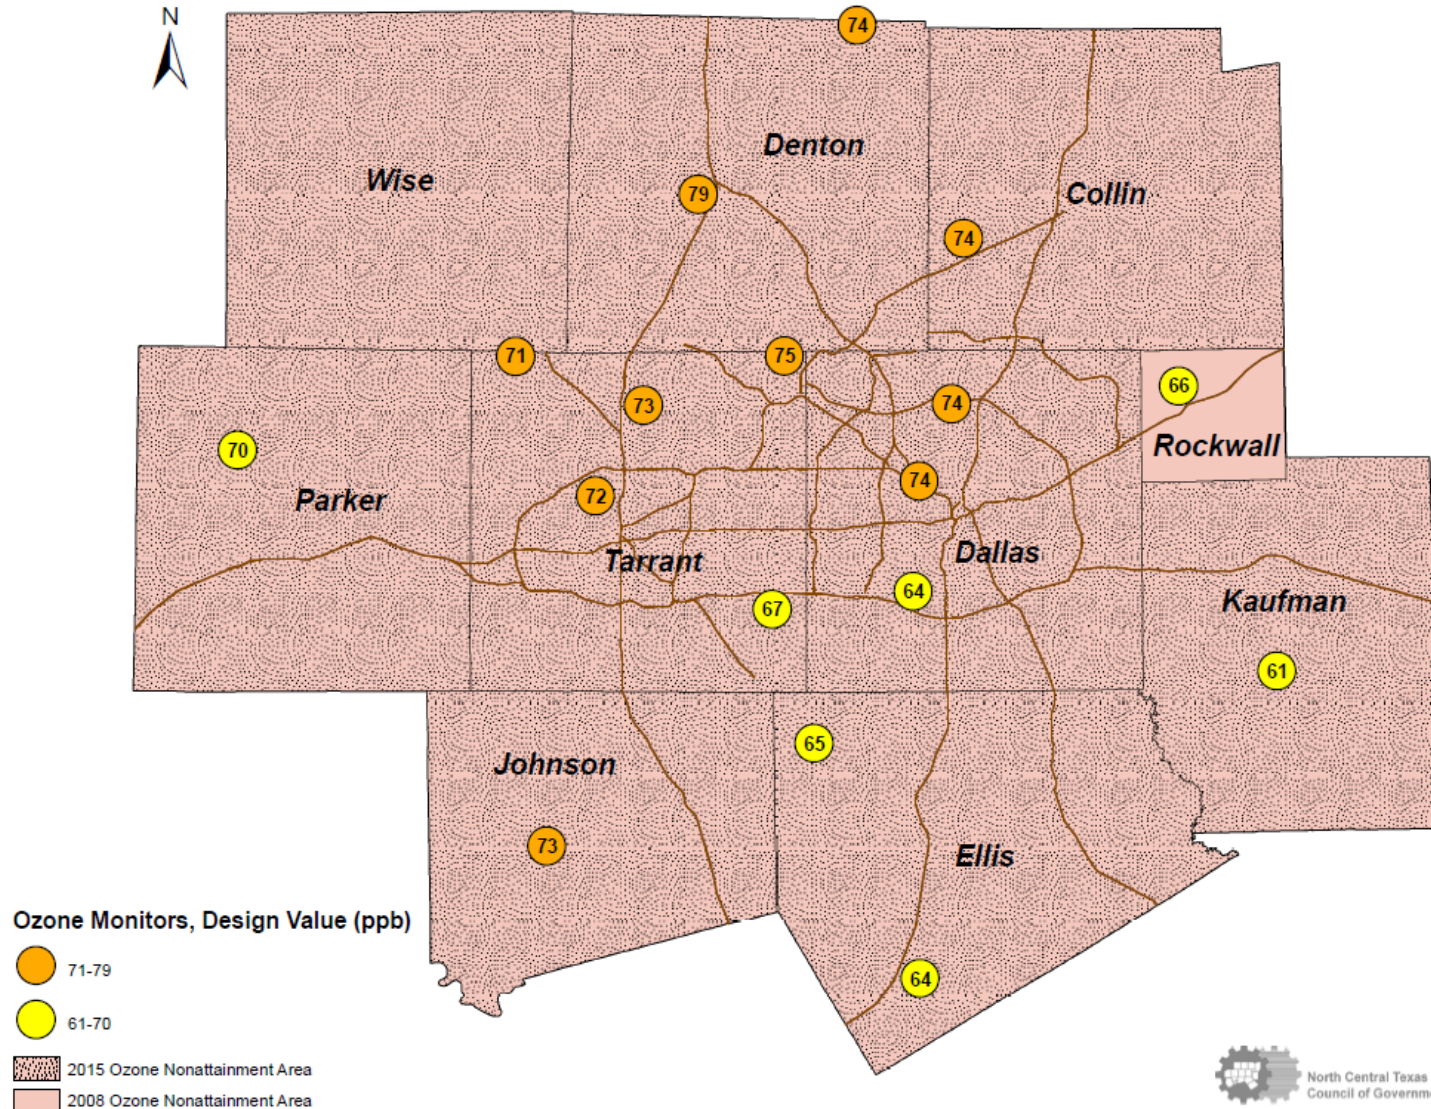 N
74
Denton
Wise
79
Collin
74
71
75
66
73
74
Rockwall
70
74
Parker
72
Dallas
Tarrant
64
Kaufman
67
61
65
Johnson
73
Ellis
Ozone Monitors, Design Value (ppb)
71-79
64
61-70
2015 Ozone Nonattainment Area
North Central Texas
Council of Governm
2008 Ozone Nonattainment Area